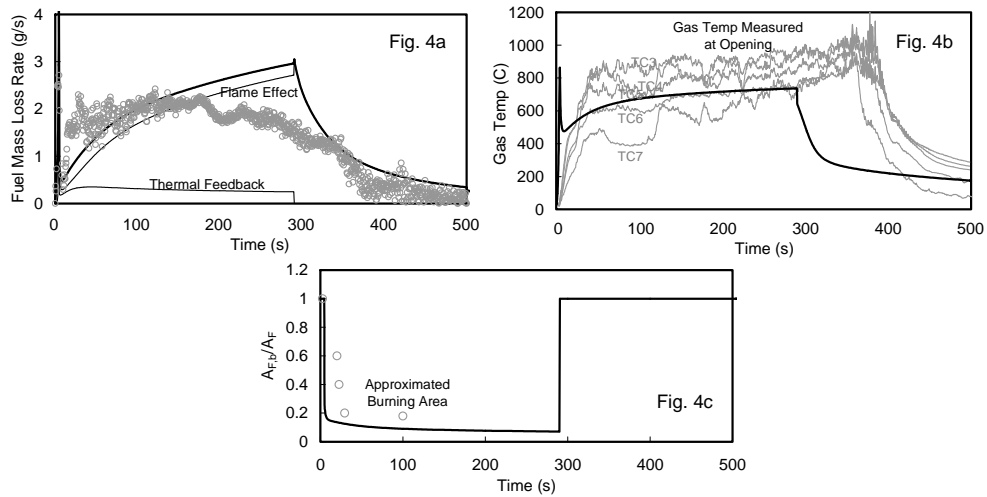 4
3
2
1
0
Fuel Mass Loss Rate (g/s)
Fig. 4a
Flame Effect
Thermal Feedback
0 100 200 300 400 500
Time (s)
1200
1000
800
600
400
200
0
Gas Temp (C)
Gas Temp Measured
at Opening
Fig. 4b
TC3
TC6
TC7
0 100 200 300 400 500
Time (s)
1.2
1
0.8
0.6
0.4
0.2
0
A_F,b/A_F
Approximated
Burning Area
Fig. 4c
0 100 200 300 400 500
Time (s)